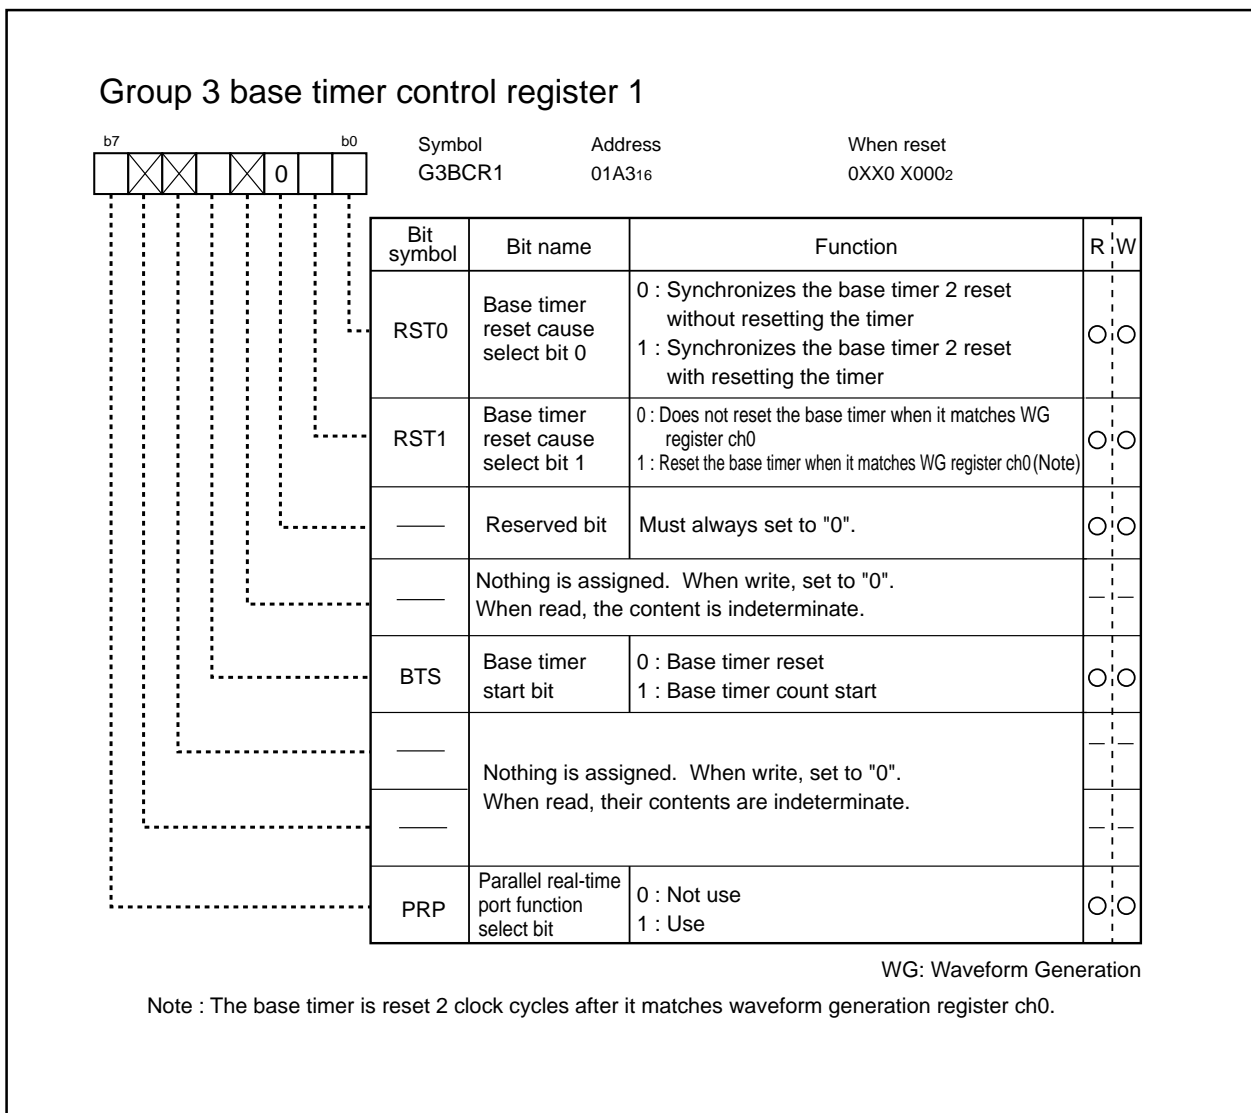 Group 3 base timer control register 1
b7 b0 Symbol Address When reset
0 G3BCR1 01A316 0XX0 X0002
Bit symbol Bit name Function R W
RST0
Base timer
reset cause
select bit 0
0 : Synchronizes the base timer 2 reset
without resetting the timer
1 : Synchronizes the base timer 2 reset
with resetting the timer
RST1
Base timer
reset cause
select bit 1
0 : Does not reset the base timer when it matches WG
register ch0
1 : Reset the base timer when it matches WG register ch0(Note)
Reserved bit Must always set to "0".
Nothing is assigned. When write, set to "0".
When read, the content is indeterminate.
BTS
Base timer
start bit
0 : Base timer reset
1 : Base timer count start
Nothing is assigned. When write, set to "0".
When read, their contents are indeterminate.
PRP
Parallel real-time
port function
select bit
0 : Not use
1 : Use
WG: Waveform Generation
Note : The base timer is reset 2 clock cycles after it matches waveform generation register ch0.